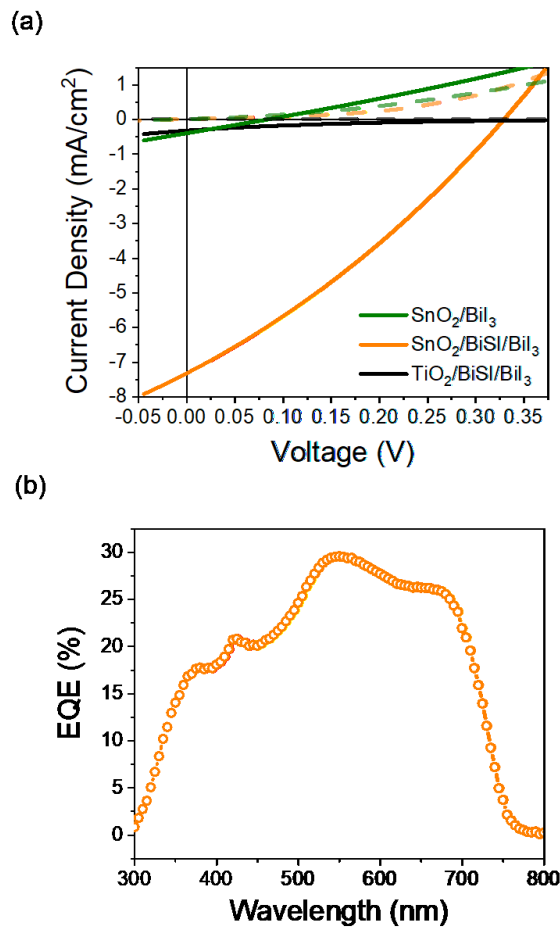 (a)
1
0
-1
-2
-3
-4
-5
-6
-7
-8
Current Density (mA/cm²)
SnO₂/BiI₃
SnO₂/BiSI/BiI₃
TiO₂/BiSI/BiI₃
-0.05 0.00 0.05 0.10 0.15 0.20 0.25 0.30 0.35
Voltage (V)
(b)
30
25
20
15
10
5
0
EQE (%)
300 400 500 600 700 800
Wavelength (nm)